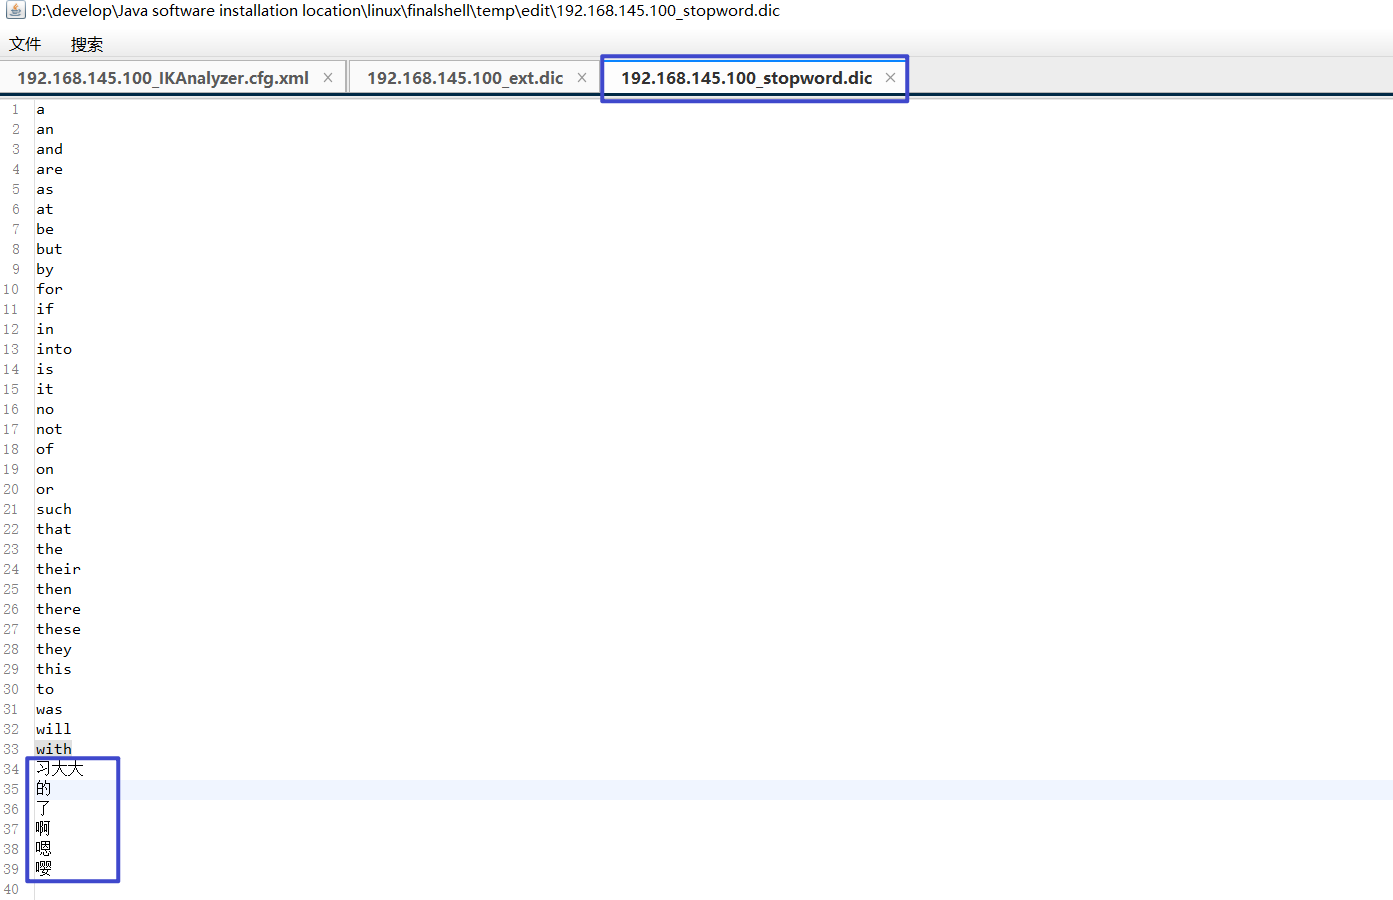 D:\develop\Java software installation location\linux\finalshell\temp\edit\192.168.145.100_stopword.dic
文件 搜索
192.168.145.100_IKAnalyzer.cfg.xml × 192.168.145.100_ext.dic × 192.168.145.100_stopword.dic ×
1 a
2 an
3 and
4 are
5 as
6 at
7 be
8 but
9 by
10 for
11 if
12 in
13 into
14 is
15 it
16 no
17 not
18 of
19 on
20 or
21 such
22 that
23 the
24 their
25 then
26 there
27 these
28 they
29 this
30 to
31 was
32 will
33 with
34 习大大
35 的
36 了
37 啊
38 嗯
39 嘤
40